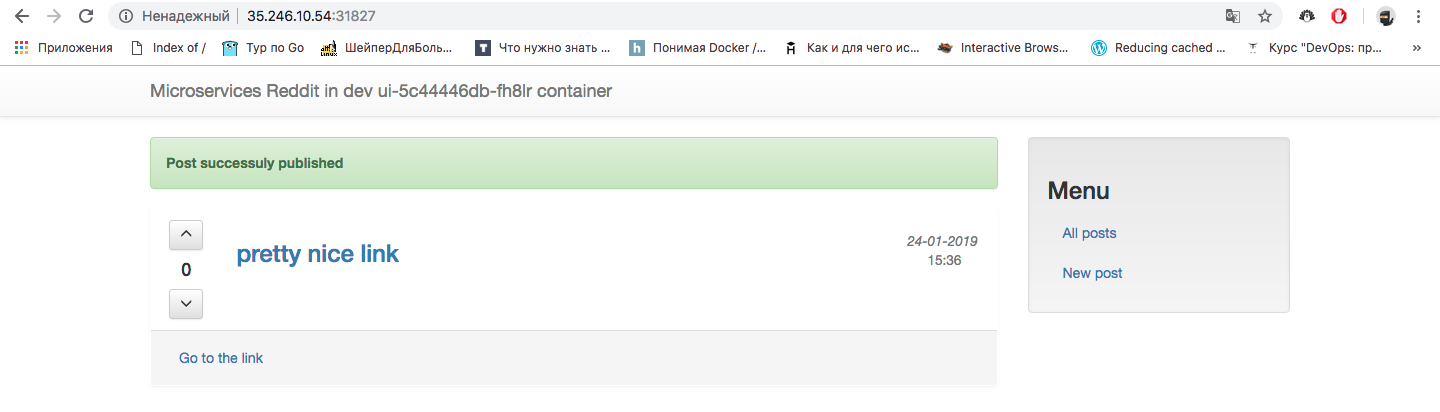 Ненадежный 35.246.10.54:31827
Приложения Index of / Тур по Go ШейперДляБоль... Что нужно знать ... Понимая Docker /... Как и для чего ис... Interactive Brows... Reducing cached ... Курс "DevOps: пр... »
Microservices Reddit in dev ui-5c44446db-fh8lr container
Post successuly published
0
pretty nice link
24-01-2019
15:36
Go to the link
Menu
All posts
New post